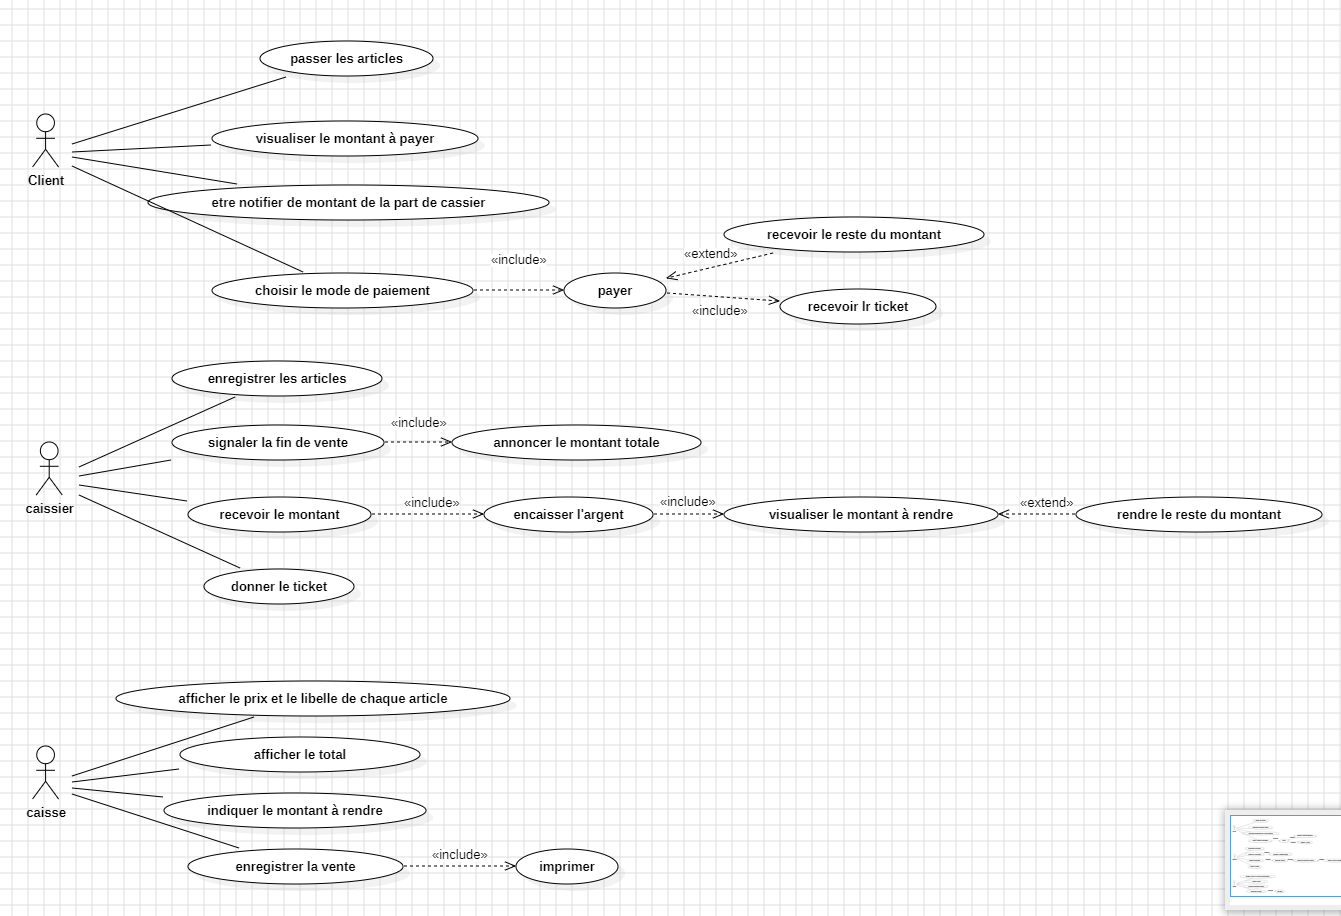 passer les articles
visualiser le montant à payer
Client
etre notifier de montant de la part de cassier
recevoir le reste du montant
«extend»
«include»
choisir le mode de paiement
payer
recevoir lr ticket
«include»
enregistrer les articles
«include»
signaler la fin de vente
annoncer le montant totale
caissier
recevoir le montant
«include»
encaisser l'argent
«include»
visualiser le montant à rendre
«extend»
rendre le reste du montant
donner le ticket
afficher le prix et le libelle de chaque article
afficher le total
caisse
indiquer le montant à rendre
enregistrer la vente
«include»
imprimer